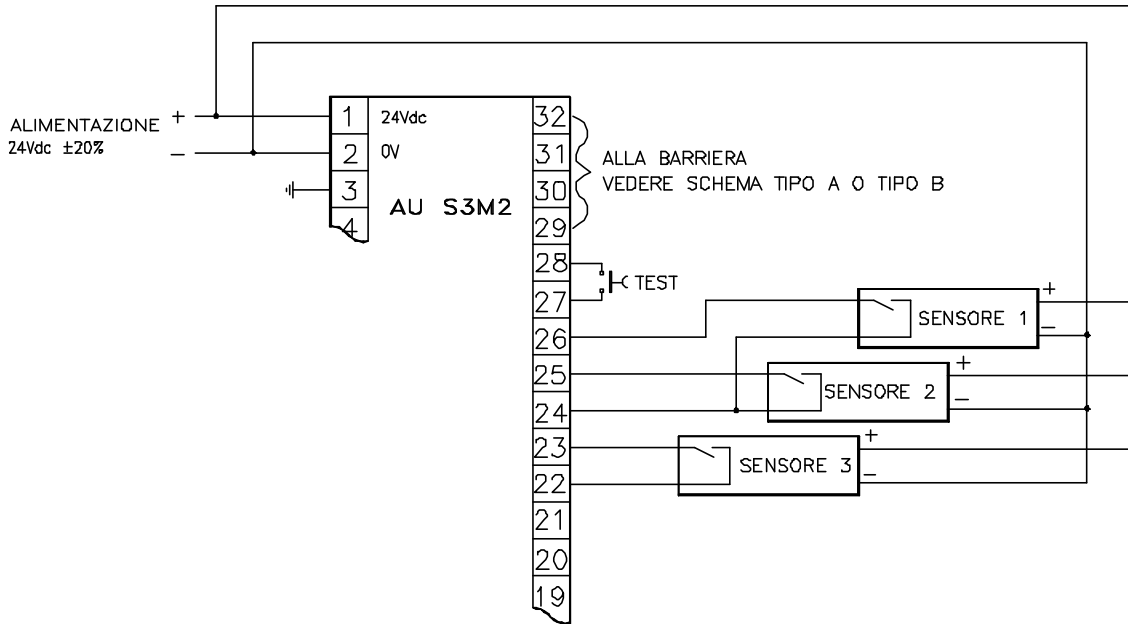 ALIMENTAZIONE +
24Vdc ±20% −
1 24Vdc
2 0V
3
4
AU S3M2
32
31
30
29
28
27
26
25
24
23
22
21
20
19
ALLA BARRIERA
VEDERE SCHEMA TIPO A O TIPO B
TEST
SENSORE 1
+
−
SENSORE 2
+
−
SENSORE 3
+
−